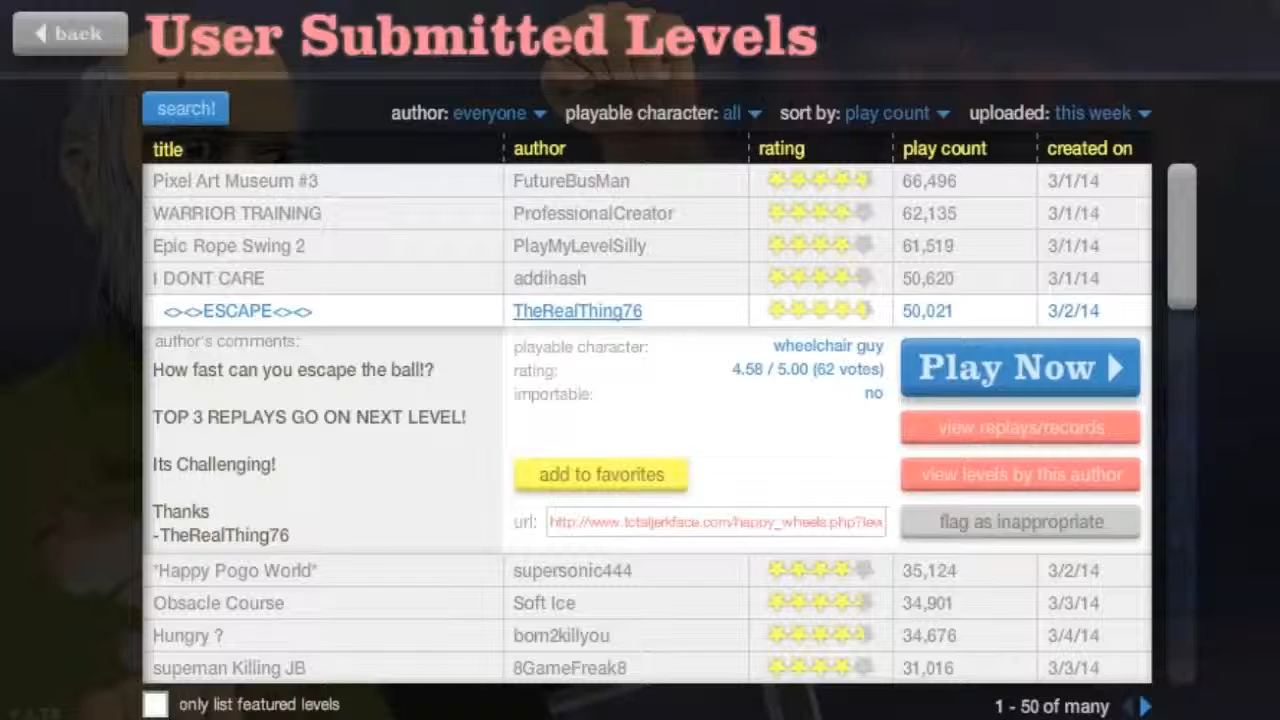 back
User Submitted Levels
search!
author: everyone playable character: all sort by: play count uploaded: this week
title author rating play count created on
Pixel Art Museum #3 FutureBusMan 66,496 3/1/14
WARRIOR TRAINING ProfessionalCreator 62,135 3/1/14
Epic Rope Swing 2 PlayMyLevelSilly 61,519 3/1/14
I DONT CARE addihash 50,620 3/1/14
<><>ESCAPE<><> TheRealThing76 50,021 3/2/14
author's comments:
How fast can you escape the ball!?
TOP 3 REPLAYS GO ON NEXT LEVEL!
Its Challenging!
Thanks
-TheRealThing76
playable character: wheelchair guy
rating: 4.58 / 5.00 (62 votes)
importable: no
add to favorites
url: http://www.totaljerkface.com/happy_wheels.php?lev
Play Now
view replays/records
view levels by this author
flag as inappropriate
*Happy Pogo World* supersonic444 35,124 3/2/14
Obsacle Course Soft Ice 34,901 3/3/14
Hungry ? born2killyou 34,676 3/4/14
supeman Killing JB 8GameFreak8 31,016 3/3/14
only list featured levels
1 - 50 of many